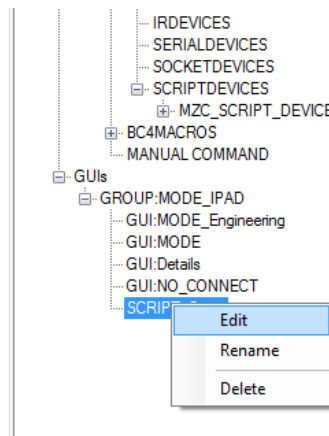 IRDEVICES
SERIALDEVICES
SOCKETDEVICES
SCRIPTDEVICES
MZC_SCRIPT_DEVICE
BC4MACROS
MANUAL COMMAND
GUIs
GROUP:MODE_IPAD
GUI:MODE_Engineering
GUI:MODE
GUI:Details
GUI:NO_CONNECT
Edit
Rename
Delete